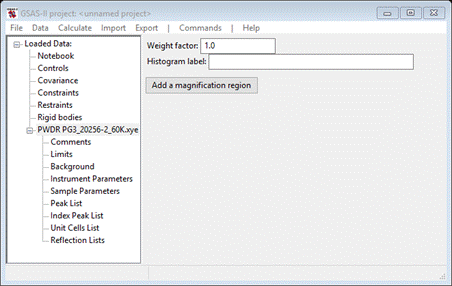 GSAS-II project: <unnamed project>
File Data Calculate Import Export | Commands | Help
Loaded Data:
Notebook
Controls
Covariance
Constraints
Restraints
Rigid bodies
PWDR PG3_20256-2_60K.xye
Comments
Limits
Background
Instrument Parameters
Sample Parameters
Peak List
Index Peak List
Unit Cells List
Reflection Lists
Weight factor: 1.0
Histogram label:
Add a magnification region